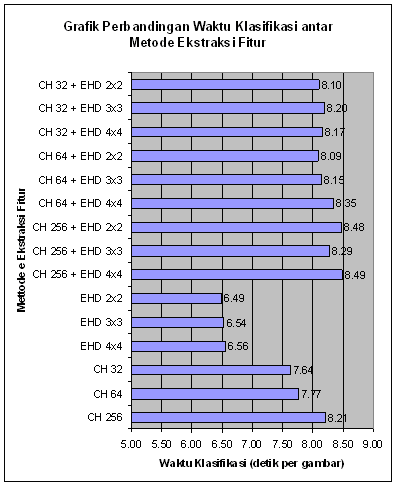 Grafik Perbandingan Waktu Klasifikasi antar
Metode Ekstraksi Fitur
Mettode e Ekstraksi Fitur
CH 32 + EHD 2x2 8.10
CH 32 + EHD 3x3 8.20
CH 32 + EHD 4x4 8.17
CH 64 + EHD 2x2 8.09
CH 64 + EHD 3x3 8.15
CH 64 + EHD 4x4 8.35
CH 256 + EHD 2x2 8.48
CH 256 + EHD 3x3 8.29
CH 256 + EHD 4x4 8.49
EHD 2x2 6.49
EHD 3x3 6.54
EHD 4x4 6.56
CH 32 7.64
CH 64 7.77
CH 256 8.21
5.00 5.50 6.00 6.50 7.00 7.50 8.00 8.50 9.00
Waktu Klasifikasi (detik per gambar)